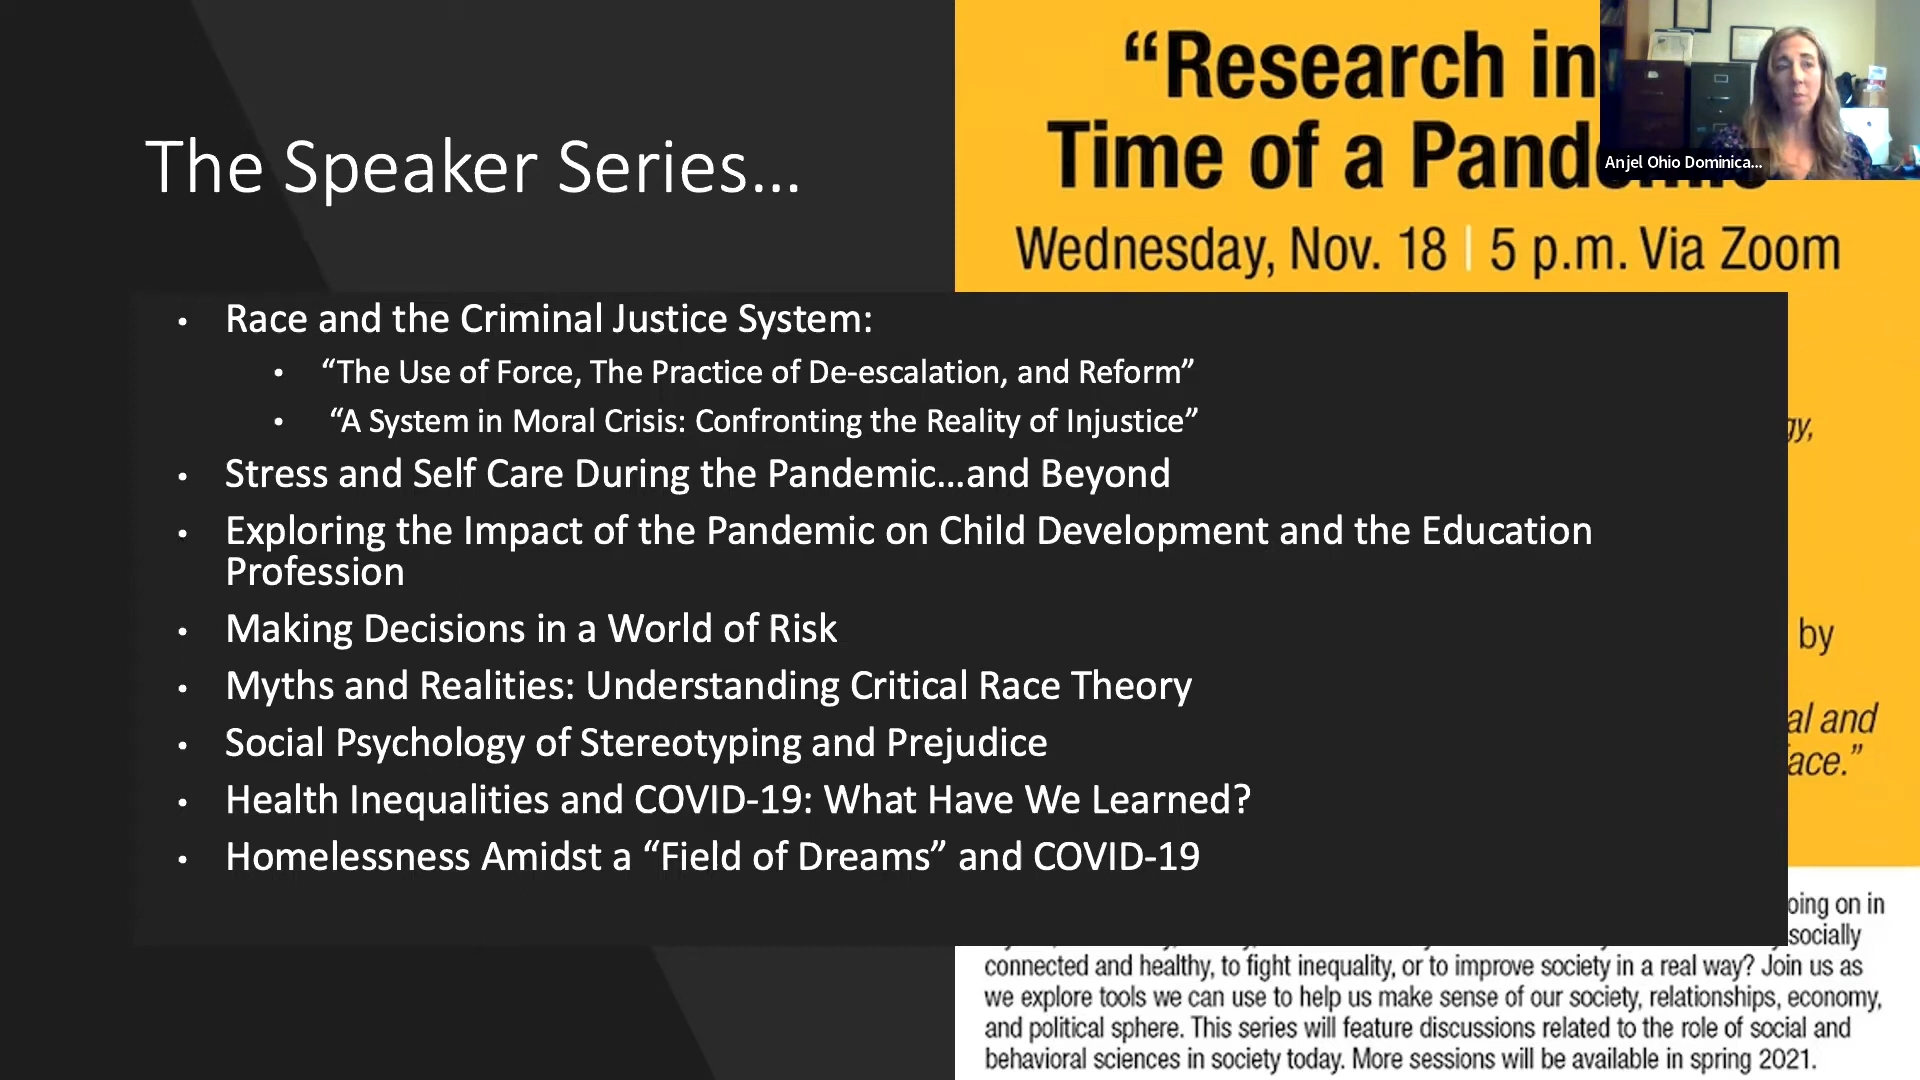 The Speaker Series...
“Research in
Time of a Pandemic
Wednesday, Nov. 18 | 5 p.m. Via Zoom
Anjel Ohio Dominica...
• Race and the Criminal Justice System:
• “The Use of Force, The Practice of De-escalation, and Reform”
• “A System in Moral Crisis: Confronting the Reality of Injustice”
• Stress and Self Care During the Pandemic...and Beyond
• Exploring the Impact of the Pandemic on Child Development and the Education
Profession
• Making Decisions in a World of Risk
• Myths and Realities: Understanding Critical Race Theory
• Social Psychology of Stereotyping and Prejudice
• Health Inequalities and COVID-19: What Have We Learned?
• Homelessness Amidst a “Field of Dreams” and COVID-19
by
and
on in
socially
connected and healthy, to fight inequality, or to improve society in a real way? Join us as
we explore tools we can use to help us make sense of our society, relationships, economy,
and political sphere. This series will feature discussions related to the role of social and
behavioral sciences in society today. More sessions will be available in spring 2021.